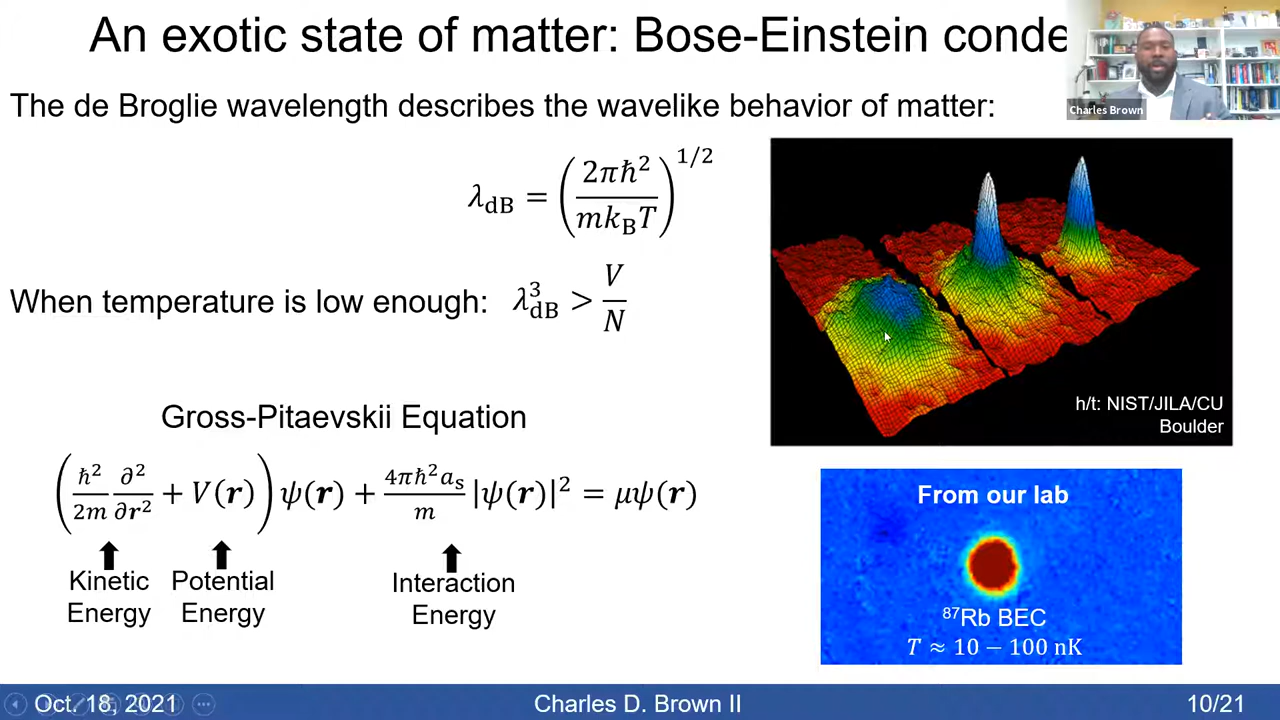 An exotic state of matter: Bose-Einstein conde
Charles Brown
The de Broglie wavelength describes the wavelike behavior of matter:
λ_dB = (2πℏ² / m k_B T)^{1/2}
When temperature is low enough: λ_dB³ > V/N
h/t: NIST/JILA/CU
Boulder
Gross-Pitaevskii Equation
(ℏ²/2m ∂²/∂r² + V(r)) ψ(r) + 4πℏ²a_s/m |ψ(r)|² = μψ(r)
Kinetic
Energy
Potential
Energy
Interaction
Energy
From our lab
⁸⁷Rb BEC
T ≈ 10 − 100 nK
Oct. 18, 2021
Charles D. Brown II
10/21